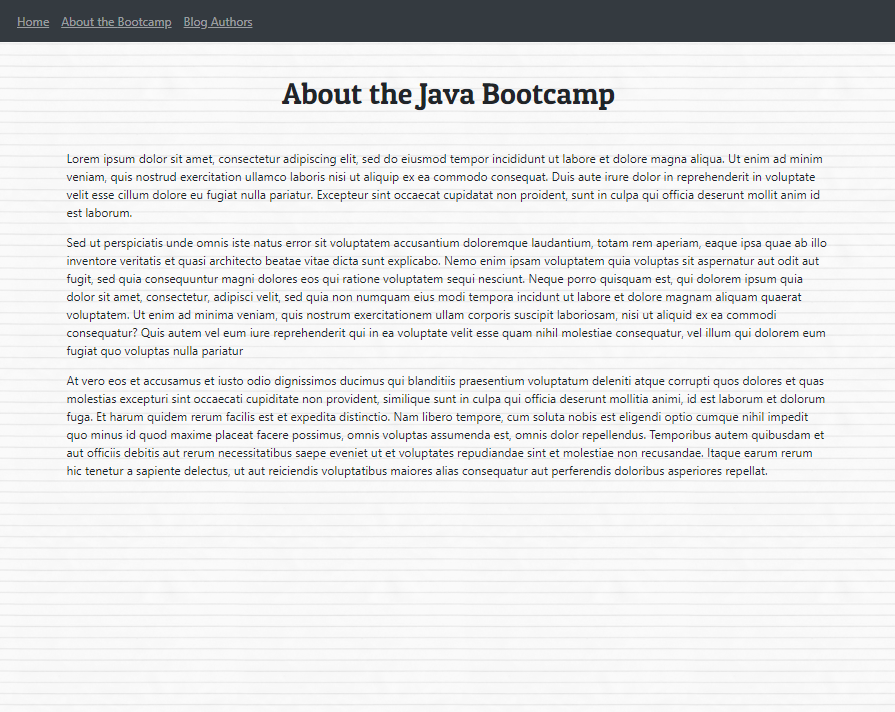 Home About the Bootcamp Blog Authors
About the Java Bootcamp
Lorem ipsum dolor sit amet, consectetur adipiscing elit, sed do eiusmod tempor incididunt ut labore et dolore magna aliqua. Ut enim ad minim
veniam, quis nostrud exercitation ullamco laboris nisi ut aliquip ex ea commodo consequat. Duis aute irure dolor in reprehenderit in voluptate
velit esse cillum dolore eu fugiat nulla pariatur. Excepteur sint occaecat cupidatat non proident, sunt in culpa qui officia deserunt mollit anim id
est laborum.
Sed ut perspiciatis unde omnis iste natus error sit voluptatem accusantium doloremque laudantium, totam rem aperiam, eaque ipsa quae ab illo
inventore veritatis et quasi architecto beatae vitae dicta sunt explicabo. Nemo enim ipsam voluptatem quia voluptas sit aspernatur aut odit aut
fugit, sed quia consequuntur magni dolores eos qui ratione voluptatem sequi nesciunt. Neque porro quisquam est, qui dolorem ipsum quia
dolor sit amet, consectetur, adipisci velit, sed quia non numquam eius modi tempora incidunt ut labore et dolore magnam aliquam quaerat
voluptatem. Ut enim ad minima veniam, quis nostrum exercitationem ullam corporis suscipit laboriosam, nisi ut aliquid ex ea commodi
consequatur? Quis autem vel eum iure reprehenderit qui in ea voluptate velit esse quam nihil molestiae consequatur, vel illum qui dolorem eum
fugiat quo voluptas nulla pariatur
At vero eos et accusamus et iusto odio dignissimos ducimus qui blanditiis praesentium voluptatum deleniti atque corrupti quos dolores et quas
molestias excepturi sint occaecati cupiditate non provident, similique sunt in culpa qui officia deserunt mollitia animi, id est laborum et dolorum
fuga. Et harum quidem rerum facilis est et expedita distinctio. Nam libero tempore, cum soluta nobis est eligendi optio cumque nihil impedit
quo minus id quod maxime placeat facere possimus, omnis voluptas assumenda est, omnis dolor repellendus. Temporibus autem quibusdam et
aut officiis debitis aut rerum necessitatibus saepe eveniet ut et voluptates repudiandae sint et molestiae non recusandae. Itaque earum rerum
hic tenetur a sapiente delectus, ut aut reiciendis voluptatibus maiores alias consequatur aut perferendis doloribus asperiores repellat.